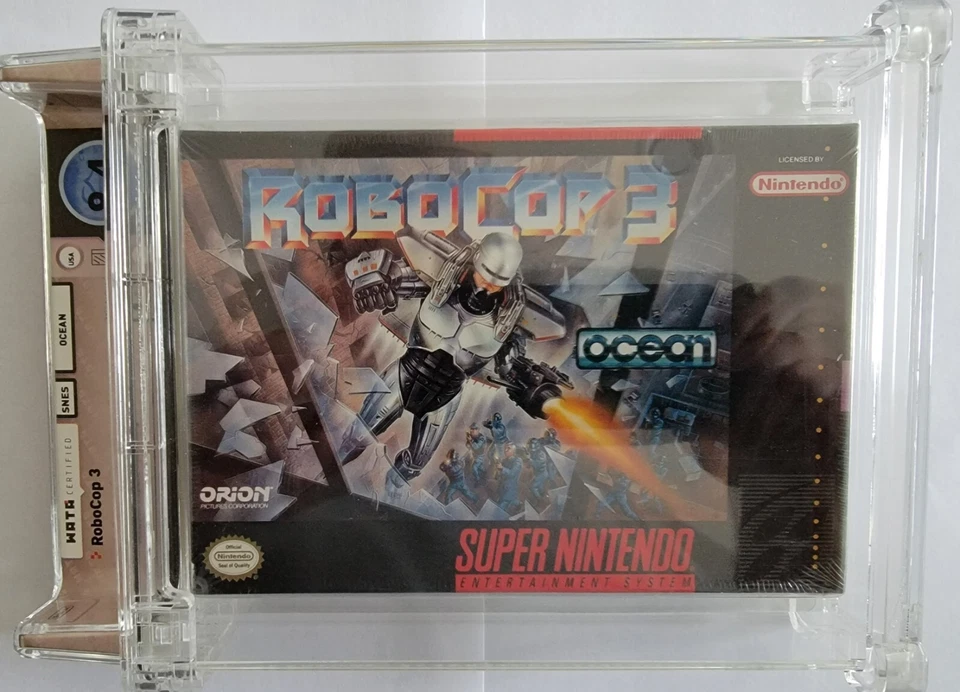 ROBOCOP 3
LICENSED BY
Nintendo
ocean
ORION
PICTURES CORPORATION
Official
Nintendo
Seal of Quality
SUPER NINTENDO
ENTERTAINMENT SYSTEM
USA
OCEAN
SNES
WATA CERTIFIED
RoboCop 3